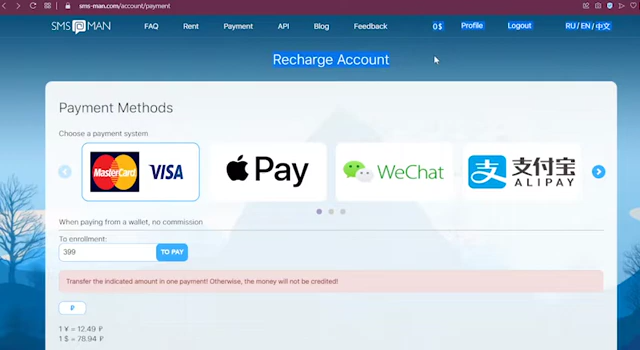 sms-man.com/account/payment
SMS MAN FAQ Rent Payment API Blog Feedback 0$ Profile Logout RU / EN / 中文
Recharge Account
Payment Methods
Choose a payment system
MasterCard VISA Pay WeChat 支付宝
ALIPAY
When paying from a wallet, no commission
To enrollment:
399 TO PAY
Transfer the indicated amount in one payment! Otherwise, the money will not be credited!
₽
1 ¥ = 12.49 ₽
1 $ = 78.94 ₽